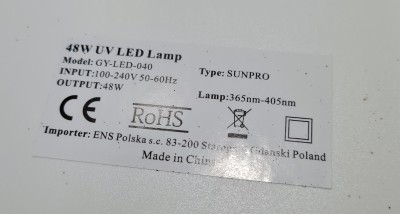 48W UV LED Lamp
Model: GY-LED-040
INPUT:100-240V 50-60Hz
Type: SUNPRO
OUTPUT:48W
Lamp:365nm-405nm
CE
RoHS
Importer: ENS Polska s.c. 83-200 Gdański Poland
Made in China